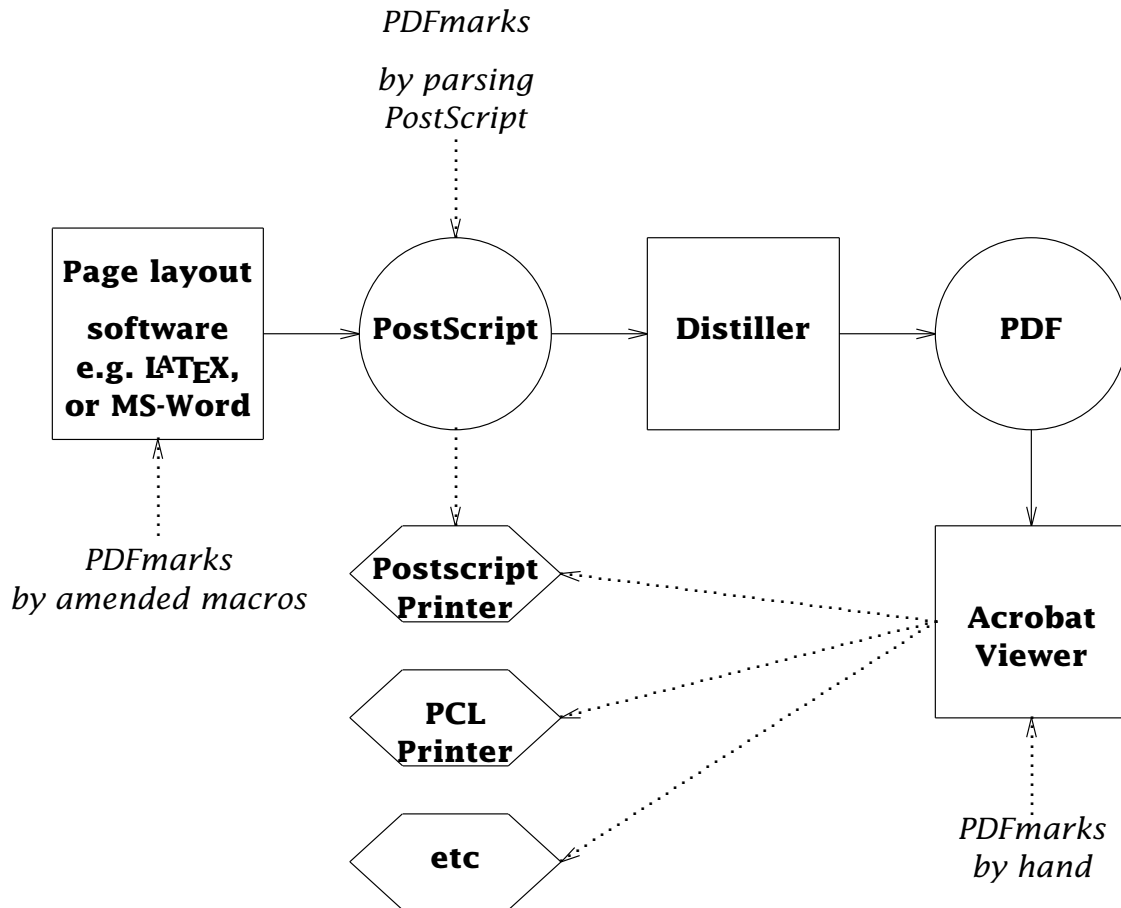 PDFmarks
by parsing
PostScript
Page layout
software
e.g. LATEX,
or MS-Word
PostScript
Distiller
PDF
PDFmarks
by amended macros
Postscript
Printer
Acrobat
Viewer
PCL
Printer
etc
PDFmarks
by hand